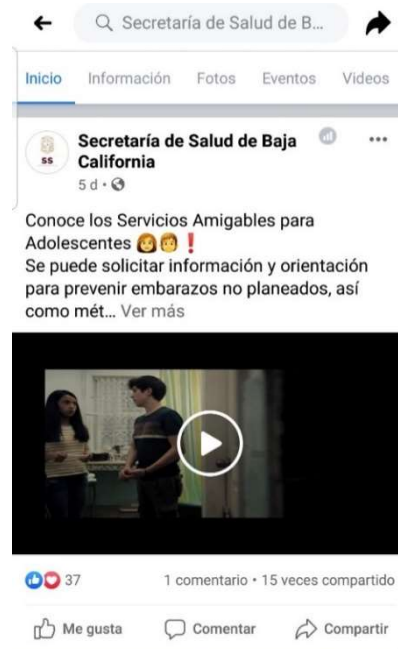 Secretaría de Salud de B...
Inicio Información Fotos Eventos Videos
SS
Secretaría de Salud de Baja
California
5 d •
Conoce los Servicios Amigables para
Adolescentes 👩👨❗
Se puede solicitar información y orientación
para prevenir embarazos no planeados, así
como mét... Ver más
37 1 comentario • 15 veces compartido
Me gusta Comentar Compartir